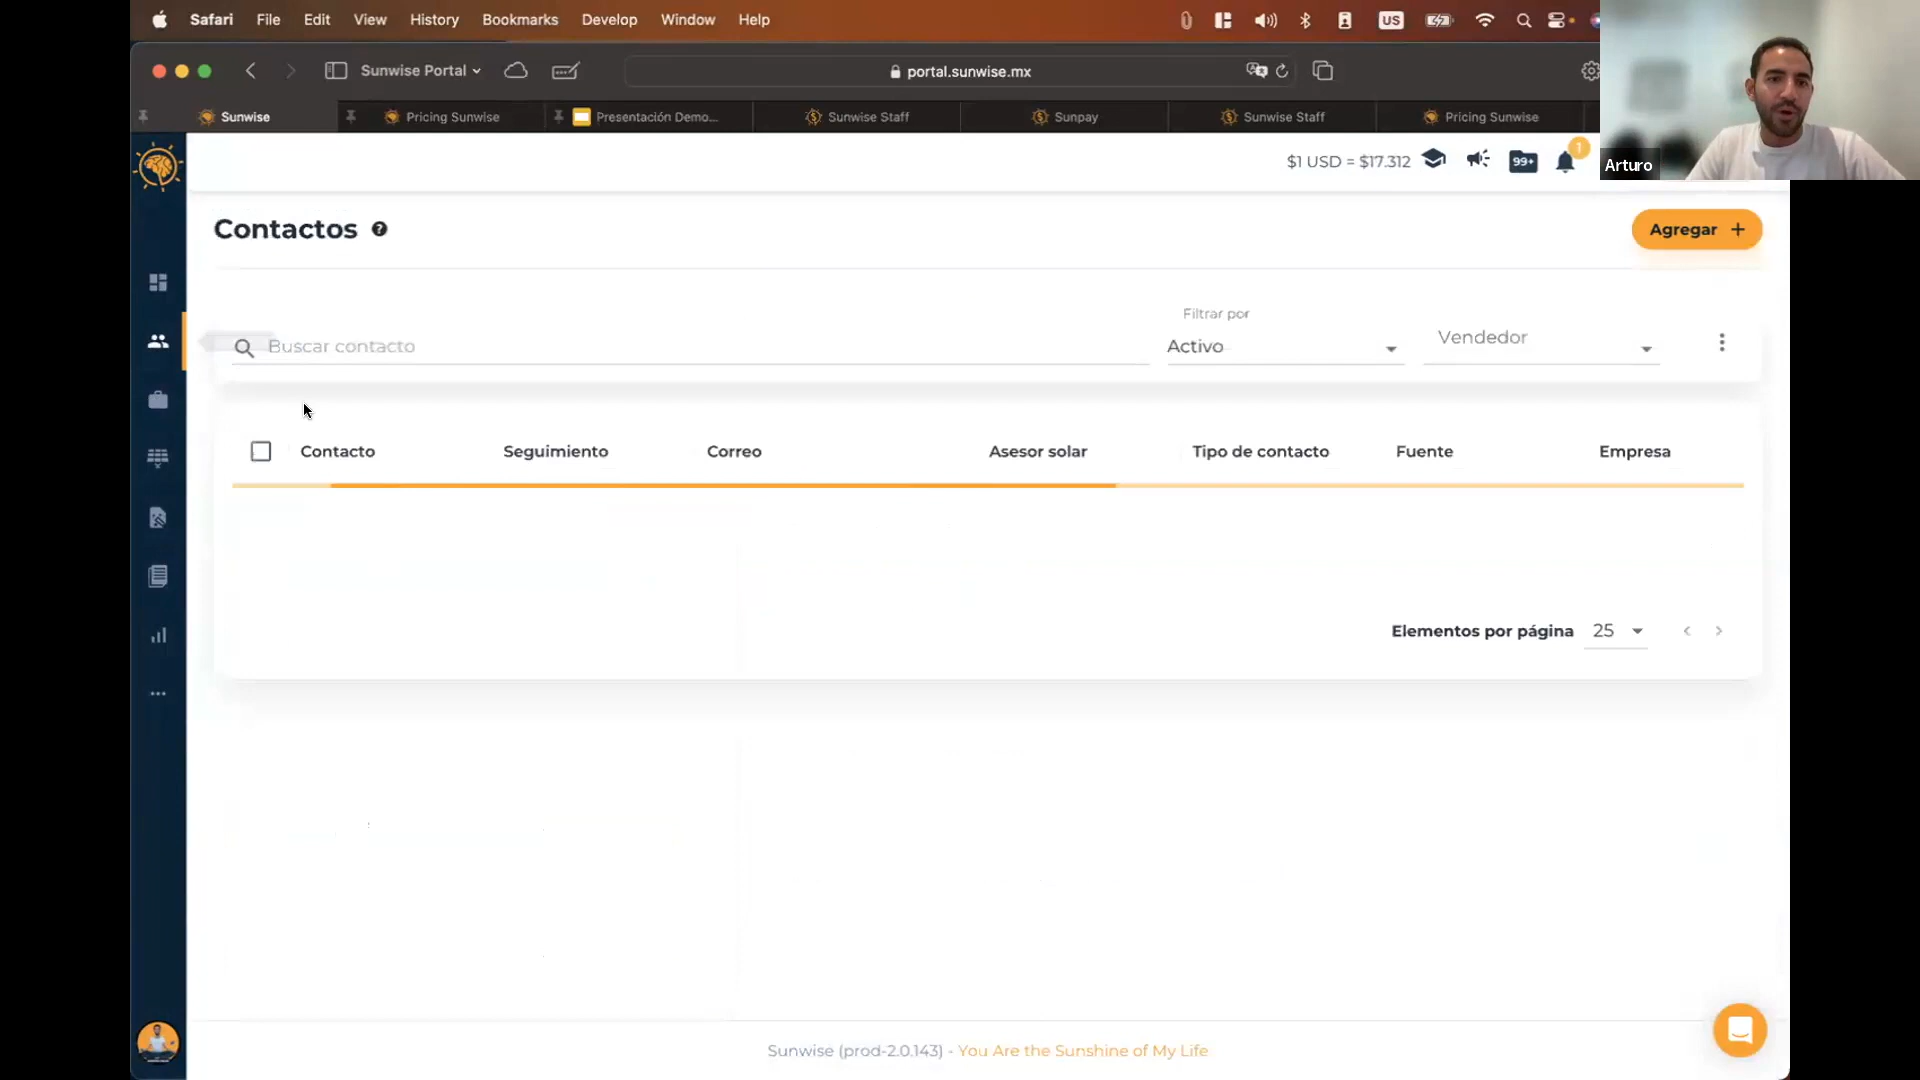 Safari File Edit View History Bookmarks Develop Window Help US
Sunwise Portal portal.sunwise.mx
Sunwise Pricing Sunwise Presentación Demo... Sunwise Staff Sunpay Sunwise Staff Pricing Sunwise
Arturo
$1 USD = $17.312 99+ 1
Contactos ?
Agregar +
Filtrar por
Buscar contacto Activo Vendedor
Contacto Seguimiento Correo Asesor solar Tipo de contacto Fuente Empresa
Elementos por página 25
Sunwise (prod-2.0.143) - You Are the Sunshine of My Life